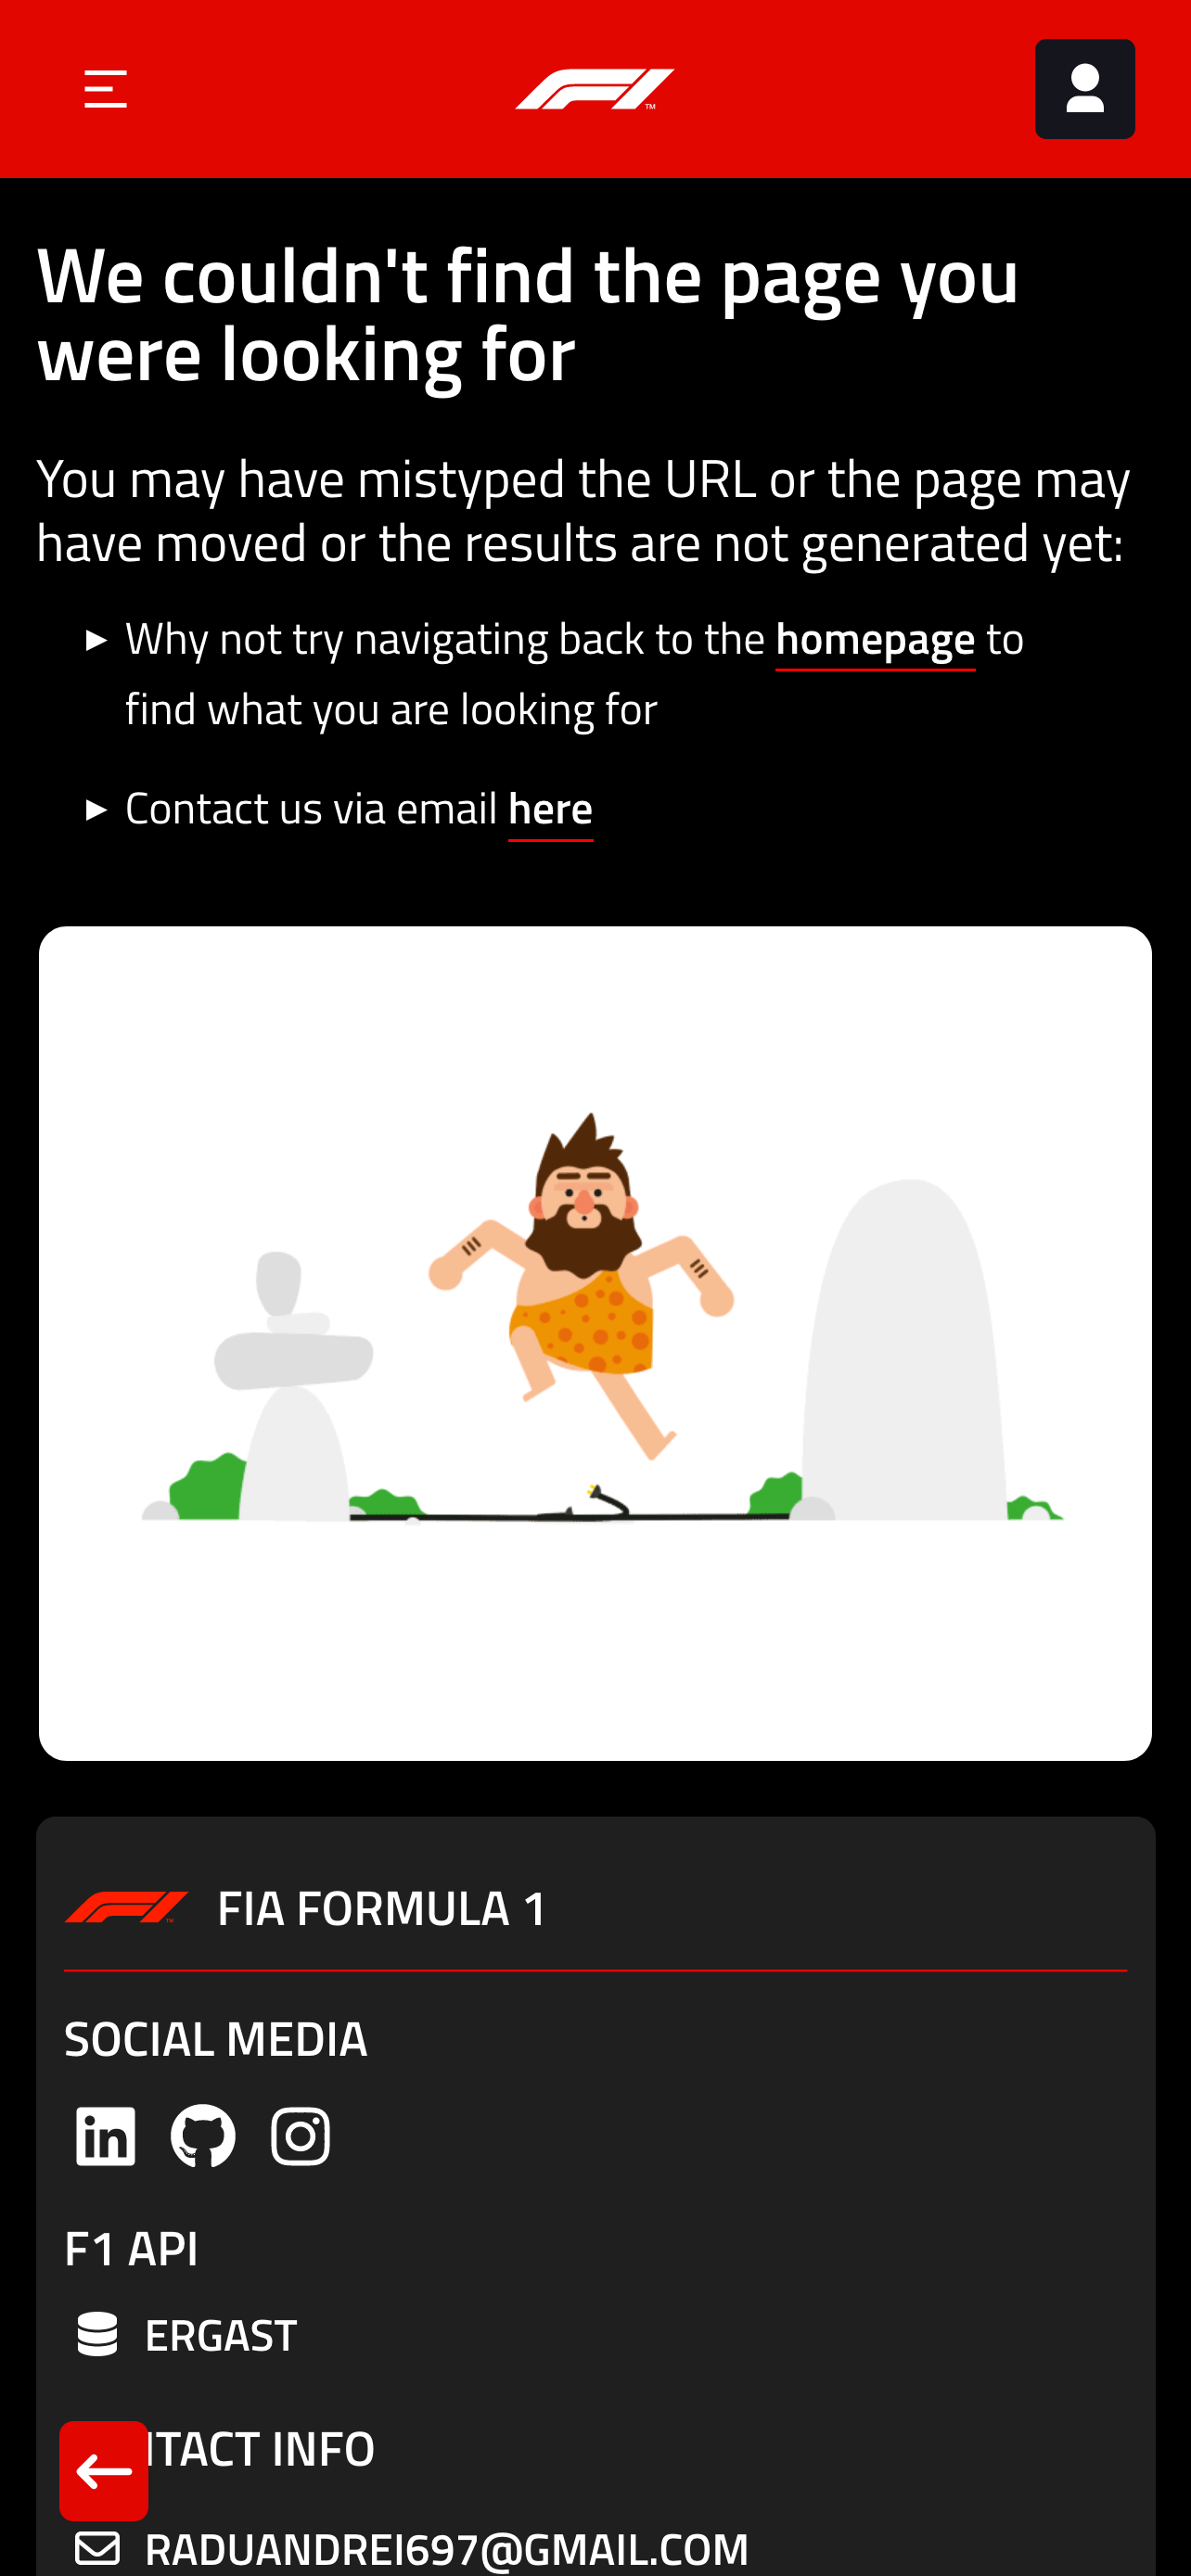 We couldn't find the page you
were looking for
You may have mistyped the URL or the page may
have moved or the results are not generated yet:
► Why not try navigating back to the homepage to
find what you are looking for
► Contact us via email here
FIA FORMULA 1
SOCIAL MEDIA
F1 API
ERGAST
TACT INFO
RADUANDREI697@GMAIL.COM